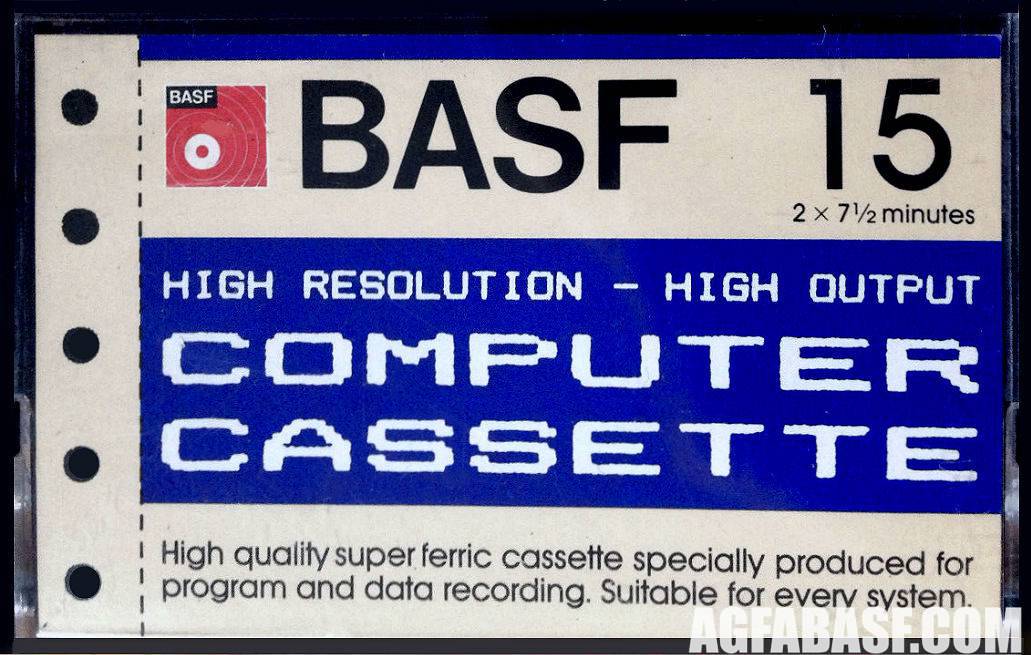 BASF
BASF 15
2 × 7½ minutes
HIGH RESOLUTION – HIGH OUTPUT
COMPUTER
CASSETTE
High quality super ferric cassette specially produced for
program and data recording. Suitable for every system.
AGFABASF.COM